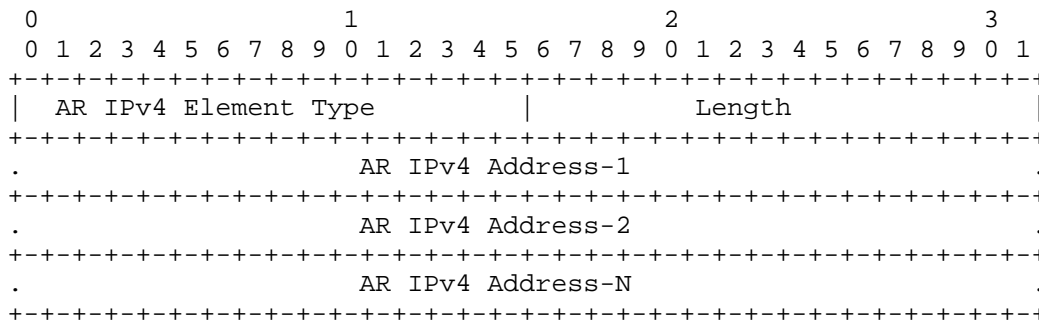 0                   1                   2                   3
 0 1 2 3 4 5 6 7 8 9 0 1 2 3 4 5 6 7 8 9 0 1 2 3 4 5 6 7 8 9 0 1
+-+-+-+-+-+-+-+-+-+-+-+-+-+-+-+-+-+-+-+-+-+-+-+-+-+-+-+-+-+-+-+-+
|  AR IPv4 Element Type         |          Length               |
+-+-+-+-+-+-+-+-+-+-+-+-+-+-+-+-+-+-+-+-+-+-+-+-+-+-+-+-+-+-+-+-+
.                     AR IPv4 Address-1                         .
+-+-+-+-+-+-+-+-+-+-+-+-+-+-+-+-+-+-+-+-+-+-+-+-+-+-+-+-+-+-+-+-+
.                     AR IPv4 Address-2                         .
+-+-+-+-+-+-+-+-+-+-+-+-+-+-+-+-+-+-+-+-+-+-+-+-+-+-+-+-+-+-+-+-+
.                     AR IPv4 Address-N                         .
+-+-+-+-+-+-+-+-+-+-+-+-+-+-+-+-+-+-+-+-+-+-+-+-+-+-+-+-+-+-+-+-+